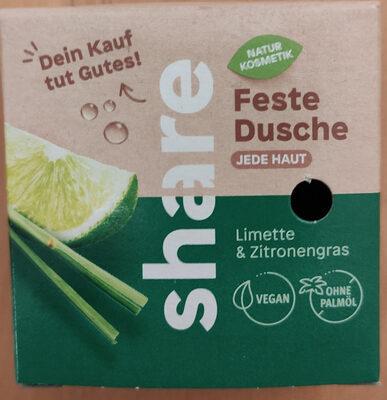 Dein Kauf
tut Gutes!
share
NATUR
KOSMETIK
Feste
Dusche
JEDE HAUT
Limette
& Zitronengras
VEGAN
OHNE
PALMÖL